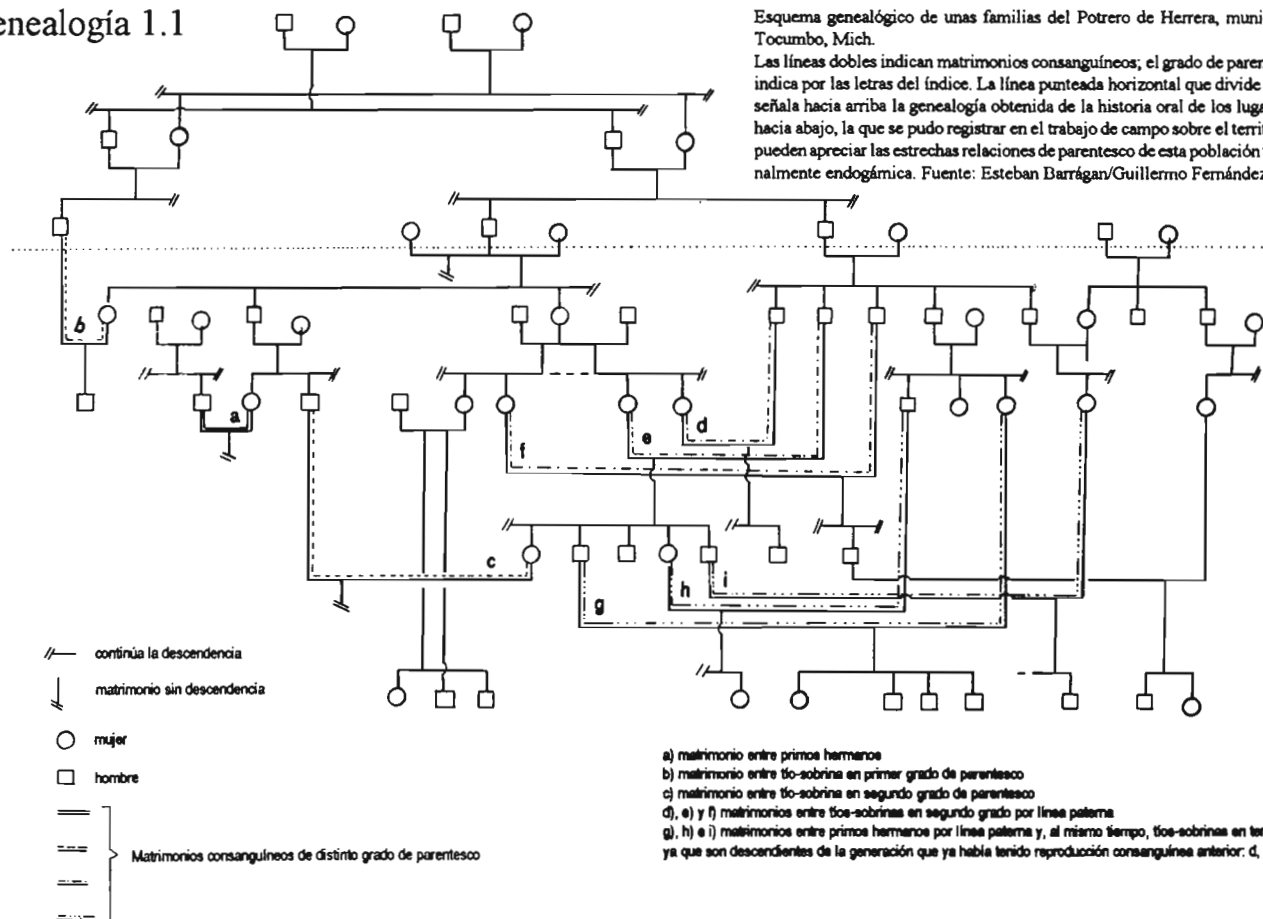 enealogía 1.1
Esquema genealógico de unas familias del Potrero de Herrera, muni
Tocumbo, Mich.
Las líneas dobles indican matrimonios consanguíneos; el grado de paren
indica por las letras del índice. La línea punteada horizontal que divide
señala hacia arriba la genealogía obtenida de la historia oral de los luga
hacia abajo, la que se pudo registrar en el trabajo de campo sobre el territ
pueden apreciar las estrechas relaciones de parentesco de esta población
nalmente endogámica. Fuente: Esteban Barrágan/Guillermo Fernández
b
a
d
e
f
c
i
h
g
continúa la descendencia
matrimonio sin descendencia
mujer
hombre
Matrimonios consanguíneos de distinto grado de parentesco
a) matrimonio entre primos hermanos
b) matrimonio entre tío-sobrina en primer grado de parentesco
c) matrimonio entre tío-sobrina en segundo grado de parentesco
d), e) y f) matrimonios entre tíos-sobrinas en segundo grado por línea paterna
g), h) e i) matrimonios entre primos hermanos por línea paterna y, al mismo tiempo, tíos-sobrinas en ter
ya que son descendientes de la generación que ya había tenido reproducción consanguínea anterior: d,